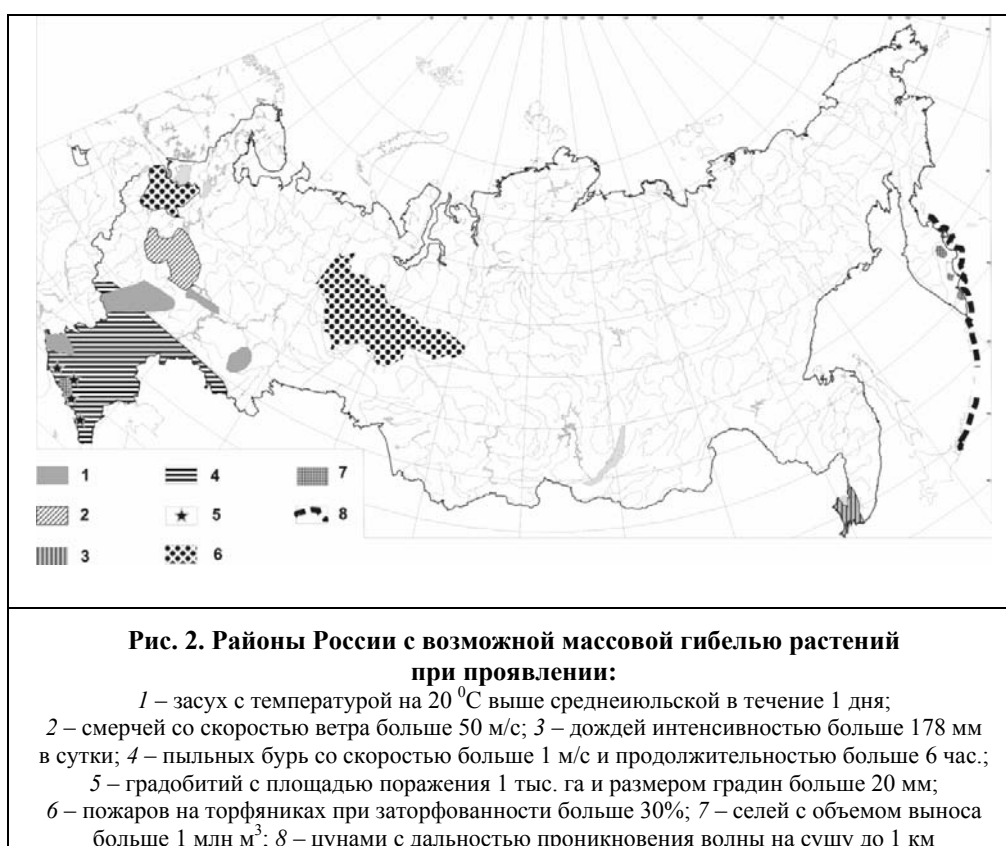 1
2
3
4
5
6
7
8
Рис. 2. Районы России с возможной массовой гибелью растений
при проявлении:
1 – засух с температурой на 20 ⁰С выше среднеиюльской в течение 1 дня;
2 – смерчей со скоростью ветра больше 50 м/с; 3 – дождей интенсивностью больше 178 мм
в сутки; 4 – пыльных бурь со скоростью больше 1 м/с и продолжительностью больше 6 час.;
5 – градобитий с площадью поражения 1 тыс. га и размером градин больше 20 мм;
6 – пожаров на торфяниках при заторфованности больше 30%; 7 – селей с объемом выноса
больше 1 млн м³; 8 – цунами с дальностью проникновения волны на сушу до 1 км